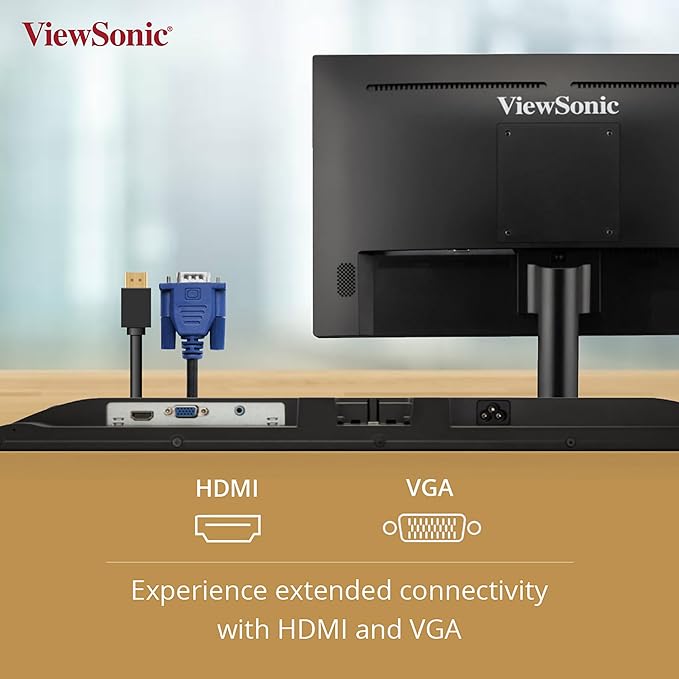 ViewSonic®
ViewSonic
HDMI
VGA
Experience extended connectivity
with HDMI and VGA